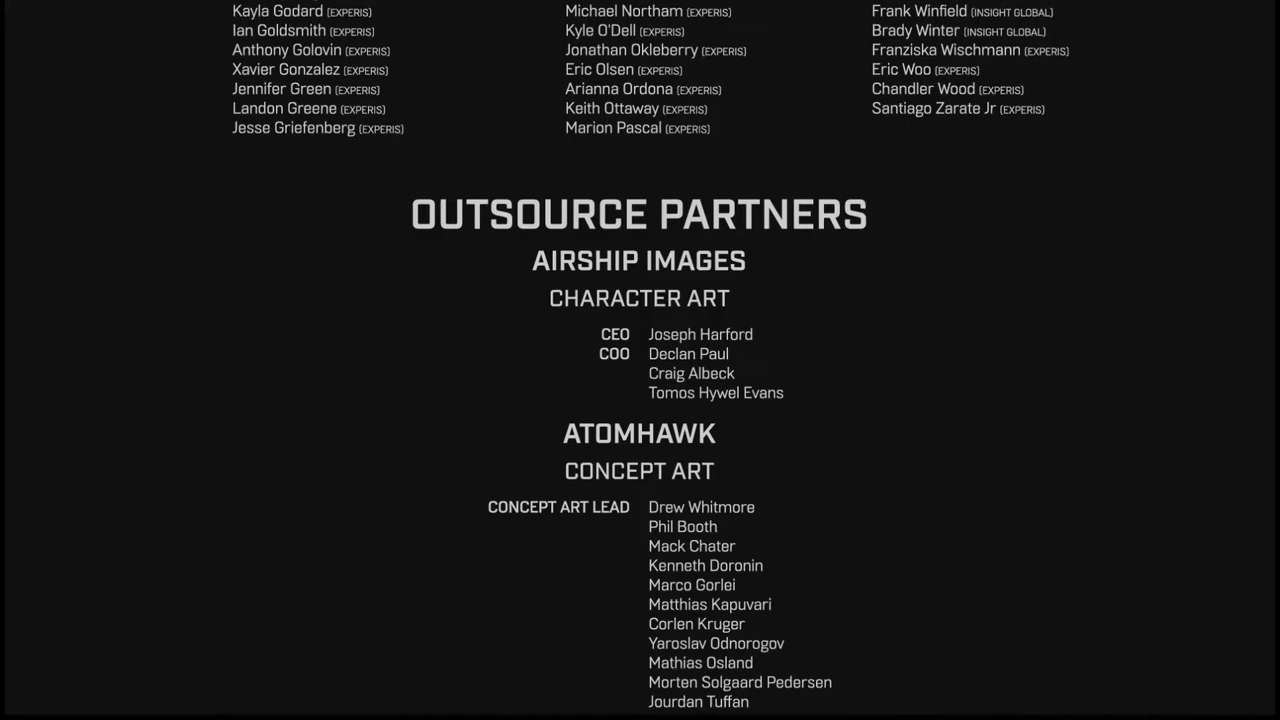 Kayla Godard (EXPERIS)
Ian Goldsmith (EXPERIS)
Anthony Golovin (EXPERIS)
Xavier Gonzalez (EXPERIS)
Jennifer Green (EXPERIS)
Landon Greene (EXPERIS)
Jesse Griefenberg (EXPERIS)
Michael Northam (EXPERIS)
Kyle O'Dell (EXPERIS)
Jonathan Okleberry (EXPERIS)
Eric Olsen (EXPERIS)
Arianna Ordona (EXPERIS)
Keith Ottaway (EXPERIS)
Marion Pascal (EXPERIS)
Frank Winfield (INSIGHT GLOBAL)
Brady Winter (INSIGHT GLOBAL)
Franziska Wischmann (EXPERIS)
Eric Woo (EXPERIS)
Chandler Wood (EXPERIS)
Santiago Zarate Jr (EXPERIS)
OUTSOURCE PARTNERS
AIRSHIP IMAGES
CHARACTER ART
CEO Joseph Harford
COO Declan Paul
Craig Albeck
Tomos Hywel Evans
ATOMHAWK
CONCEPT ART
CONCEPT ART LEAD Drew Whitmore
Phil Booth
Mack Chater
Kenneth Doronin
Marco Gorlei
Matthias Kapuvari
Corlen Kruger
Yaroslav Odnorogov
Mathias Osland
Morten Solgaard Pedersen
Jourdan Tuffan